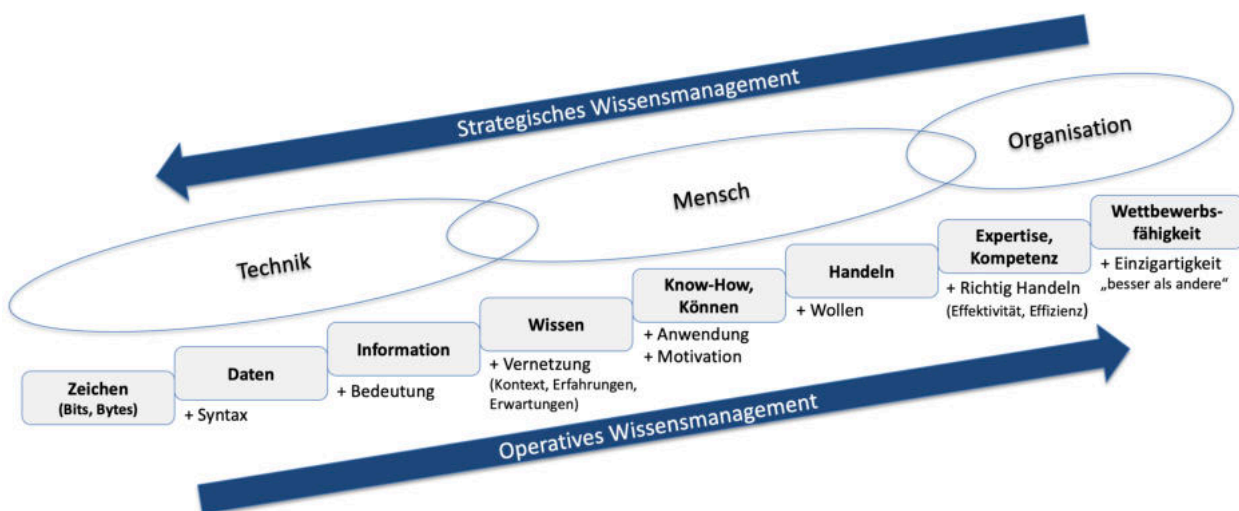 Strategisches Wissensmanagement
Organisation
Mensch
Technik
Wettbewerbs-
fähigkeit
+ Einzigartigkeit
„besser als andere“
Expertise,
Kompetenz
+ Richtig Handeln
(Effektivität, Effizienz)
Handeln
+ Wollen
Know-How,
Können
+ Anwendung
+ Motivation
Wissen
+ Vernetzung
(Kontext, Erfahrungen,
Erwartungen)
Information
+ Bedeutung
Daten
+ Syntax
Zeichen
(Bits, Bytes)
Operatives Wissensmanagement